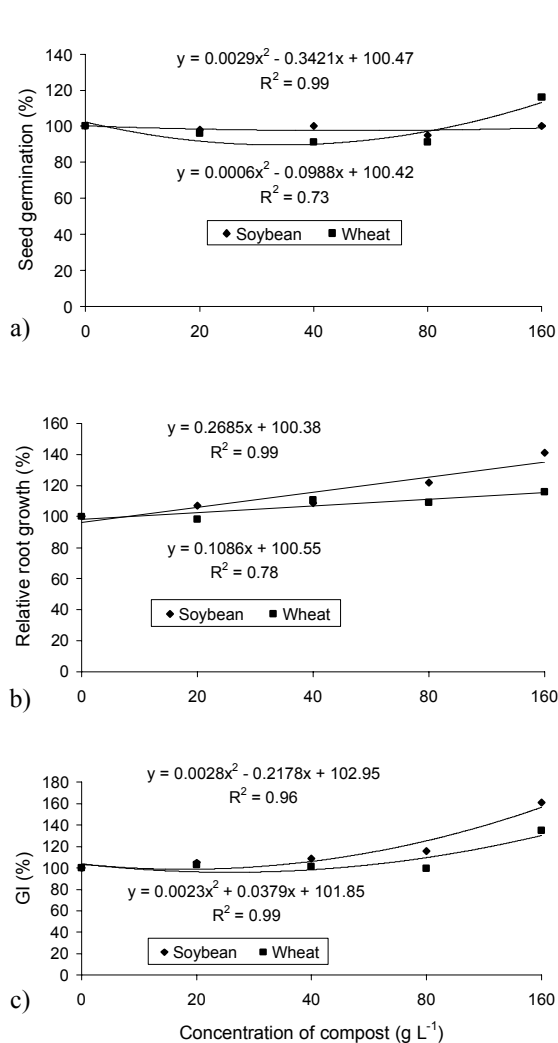 y = 0.0029x² - 0.3421x + 100.47
R² = 0.99
140
120
100
80
60
40
20
0
Seed germination (%)
y = 0.0006x² - 0.0988x + 100.42
R² = 0.73
Soybean Wheat
a)
0 20 40 80 160
160
140
120
100
80
60
40
20
0
Relative root growth (%)
y = 0.2685x + 100.38
R² = 0.99
y = 0.1086x + 100.55
R² = 0.78
Soybean Wheat
b)
0 20 40 80 160
180
160
140
120
100
80
60
40
20
0
GI (%)
y = 0.0028x² - 0.2178x + 102.95
R² = 0.96
y = 0.0023x² + 0.0379x + 101.85
R² = 0.99
Soybean Wheat
c)
0 20 40 80 160
Concentration of compost (g L⁻¹)